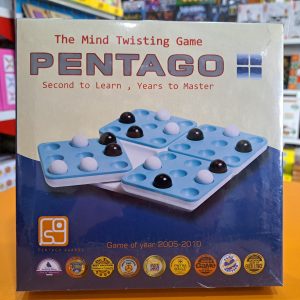 The Mind Twisting Game
PENTAGO
Second to Learn , Years to Master
Game of year 2005-2010